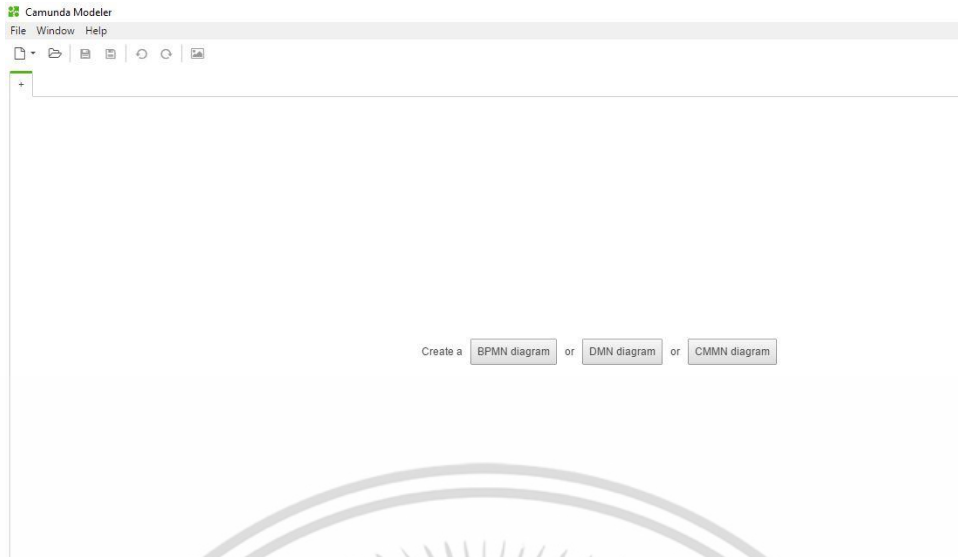 Camunda Modeler
File Window Help
+
Create a BPMN diagram or DMN diagram or CMMN diagram